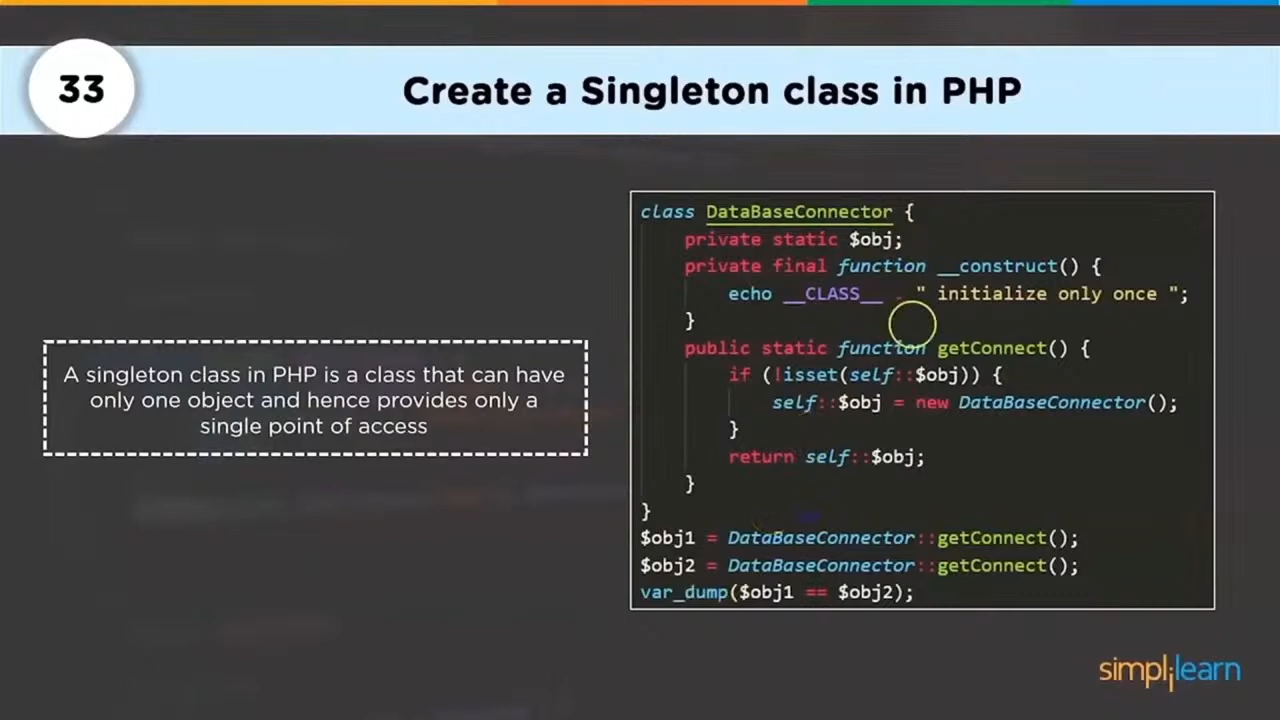 33
Create a Singleton class in PHP
A singleton class in PHP is a class that can have
only one object and hence provides only a
single point of access
class DataBaseConnector {
private static $obj;
private final function __construct() {
echo __CLASS__ . " initialize only once ";
}
public static function getConnect() {
if (!isset(self::$obj)) {
self::$obj = new DataBaseConnector();
}
return self::$obj;
}
}
$obj1 = DataBaseConnector::getConnect();
$obj2 = DataBaseConnector::getConnect();
var_dump($obj1 == $obj2);
simplilearn